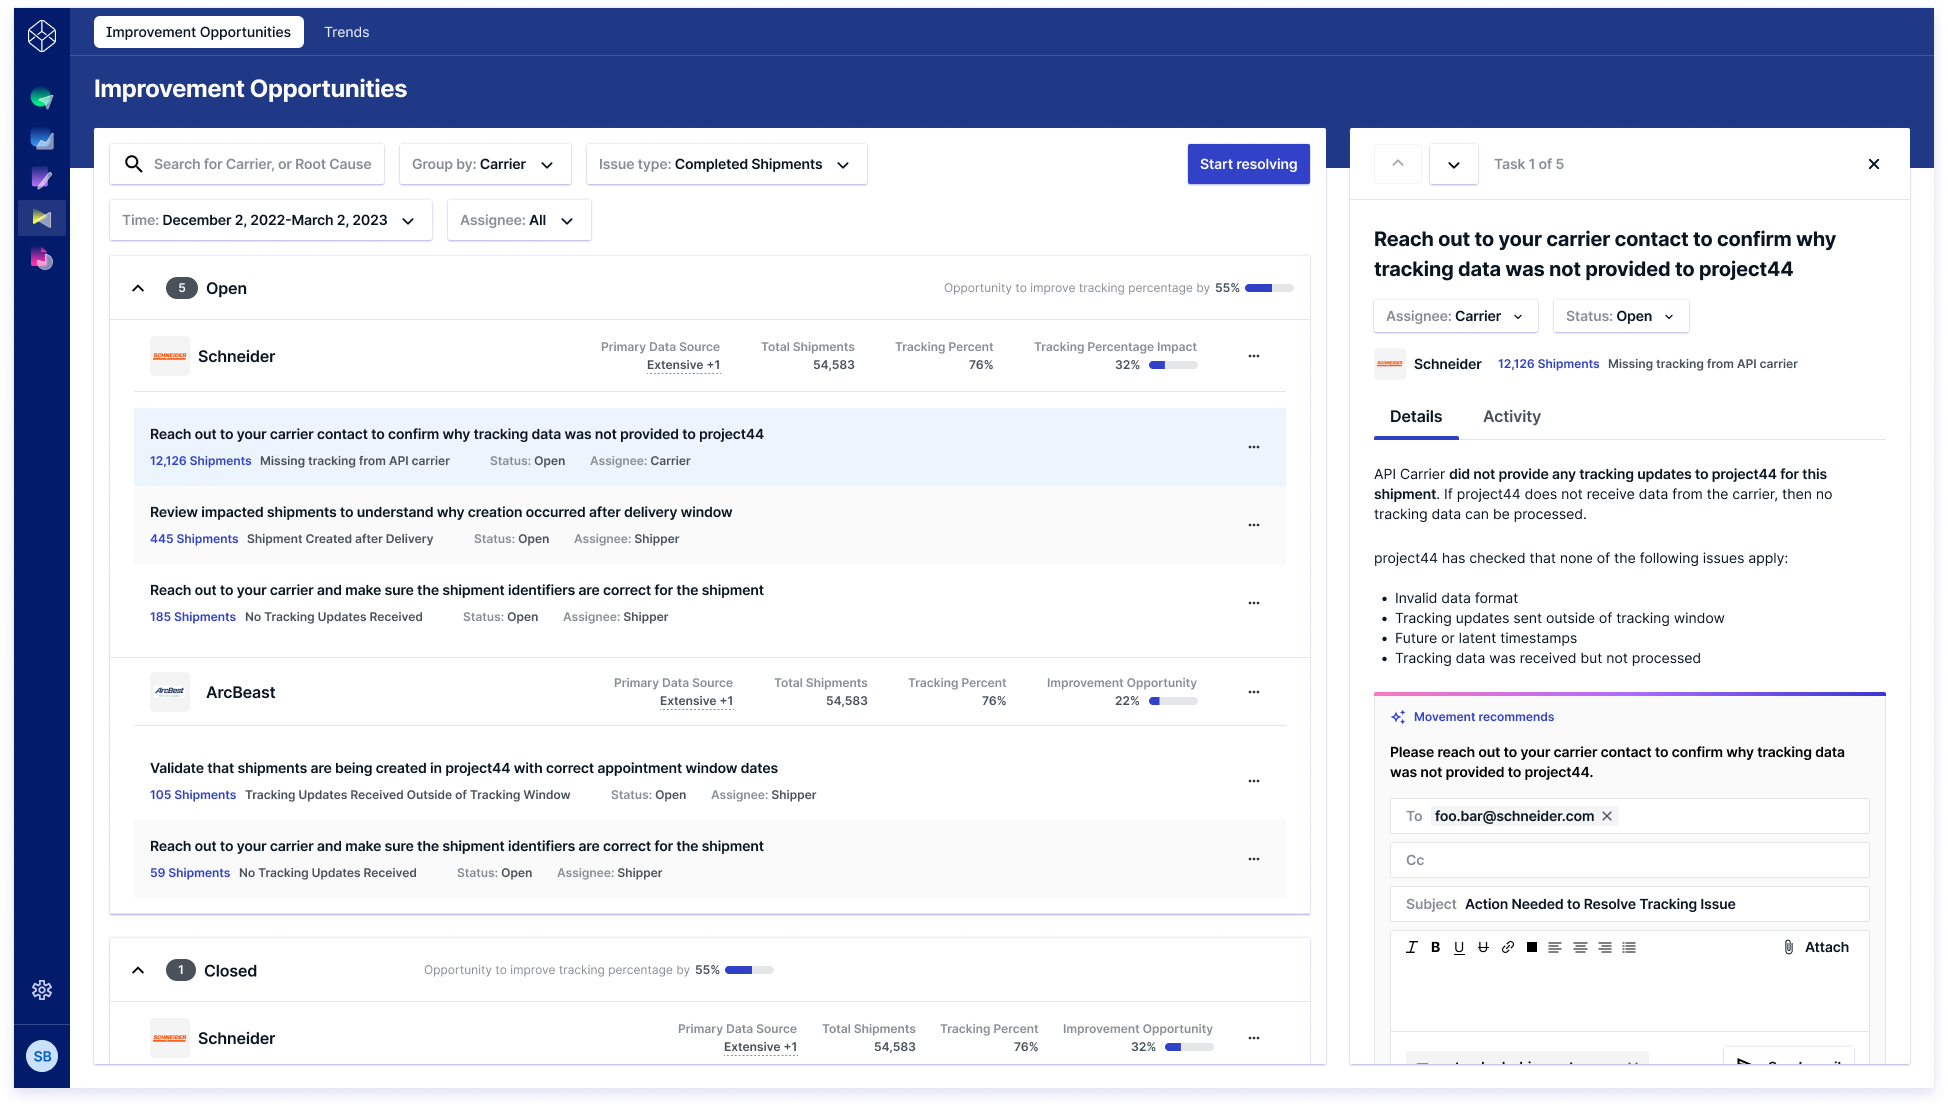 Improvement Opportunities
Trends
Improvement Opportunities
Search for Carrier, or Root Cause
Group by: Carrier
Issue type: Completed Shipments
Start resolving
Time: December 2, 2022-March 2, 2023
Assignee: All
5 Open
Opportunity to improve tracking percentage by 55%
SCHNEIDER
Schneider
Primary Data Source
Extensive +1
Total Shipments
54,583
Tracking Percent
76%
Tracking Percentage Impact
32%
Reach out to your carrier contact to confirm why tracking data was not provided to project44
12,126 Shipments Missing tracking from API carrier Status: Open Assignee: Carrier
Review impacted shipments to understand why creation occurred after delivery window
445 Shipments Shipment Created after Delivery Status: Open Assignee: Shipper
Reach out to your carrier and make sure the shipment identifiers are correct for the shipment
185 Shipments No Tracking Updates Received Status: Open Assignee: Shipper
ArcBest
ArcBeast
Primary Data Source
Extensive +1
Total Shipments
54,583
Tracking Percent
76%
Improvement Opportunity
22%
Validate that shipments are being created in project44 with correct appointment window dates
105 Shipments Tracking Updates Received Outside of Tracking Window Status: Open Assignee: Shipper
Reach out to your carrier and make sure the shipment identifiers are correct for the shipment
59 Shipments No Tracking Updates Received Status: Open Assignee: Shipper
1 Closed
Opportunity to improve tracking percentage by 55%
SCHNEIDER
Schneider
Primary Data Source
Extensive +1
Total Shipments
54,583
Tracking Percent
76%
Improvement Opportunity
32%
SB
Task 1 of 5
Reach out to your carrier contact to confirm why
tracking data was not provided to project44
Assignee: Carrier
Status: Open
SCHNEIDER
Schneider 12,126 Shipments Missing tracking from API carrier
Details
Activity
API Carrier did not provide any tracking updates to project44 for this
shipment. If project44 does not receive data from the carrier, then no
tracking data can be processed.
project44 has checked that none of the following issues apply:
• Invalid data format
• Tracking updates sent outside of tracking window
• Future or latent timestamps
• Tracking data was received but not processed
Movement recommends
Please reach out to your carrier contact to confirm why tracking data
was not provided to project44.
To foo.bar@schneider.com
Cc
Subject Action Needed to Resolve Tracking Issue
I B U
Attach